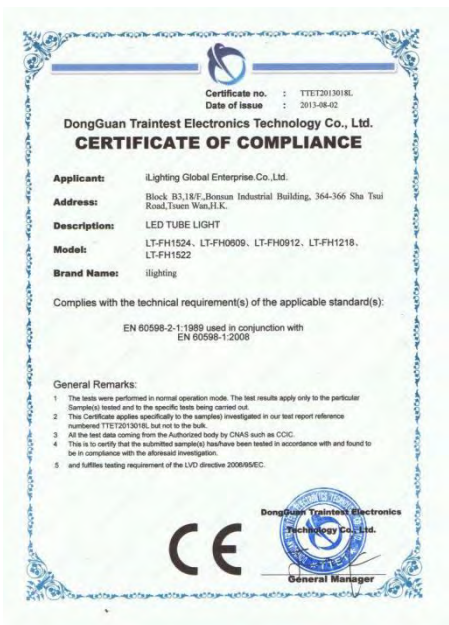 Certificate no. : TTET2013018L
Date of issue : 2013-08-02
DongGuan Traintest Electronics Technology Co., Ltd.
CERTIFICATE OF COMPLIANCE
Applicant: iLighting Global Enterprise.Co.,Ltd.
Address: Block B3,18/F.,Bonsun Industrial Building, 364-366 Sha Tsui
Road,Tsuen Wan,H.K.
Description: LED TUBE LIGHT
Model: LT-FH1524、LT-FH0609、LT-FH0912、LT-FH1218、
LT-FH1522
Brand Name: ilighting
Complies with the technical requirement(s) of the applicable standard(s):
EN 60598-2-1:1989 used in conjunction with
EN 60598-1:2008
General Remarks:
1 The tests were performed in normal operation mode. The test results apply only to the particular
Sample(s) tested and to the specific tests being carried out.
2 This Certificate applies specifically to the samples) investigated in our test report reference
numbered TTET2013018L but not to the bulk.
3 All the test data coming from the Authorized body by CNAS such as CCIC.
4 This is to certify that the submitted sample(s) has/have been tested in accordance with and found to
be in compliance with the aforesaid investigation.
5 and fulfilles testing requirement of the LVD directive 2006/95/EC.
DongGuan Traintest Electronics
Technology Co., Ltd.
TTET
CE
General Manager